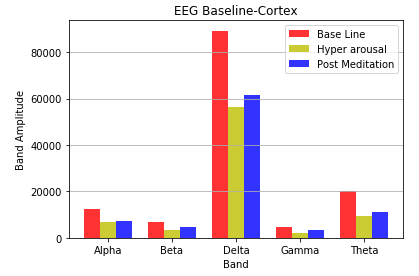 EEG Baseline-Cortex
Base Line
Hyper arousal
Post Meditation
Band Amplitude
80000
60000
40000
20000
0
Alpha Beta Delta Gamma Theta
Band